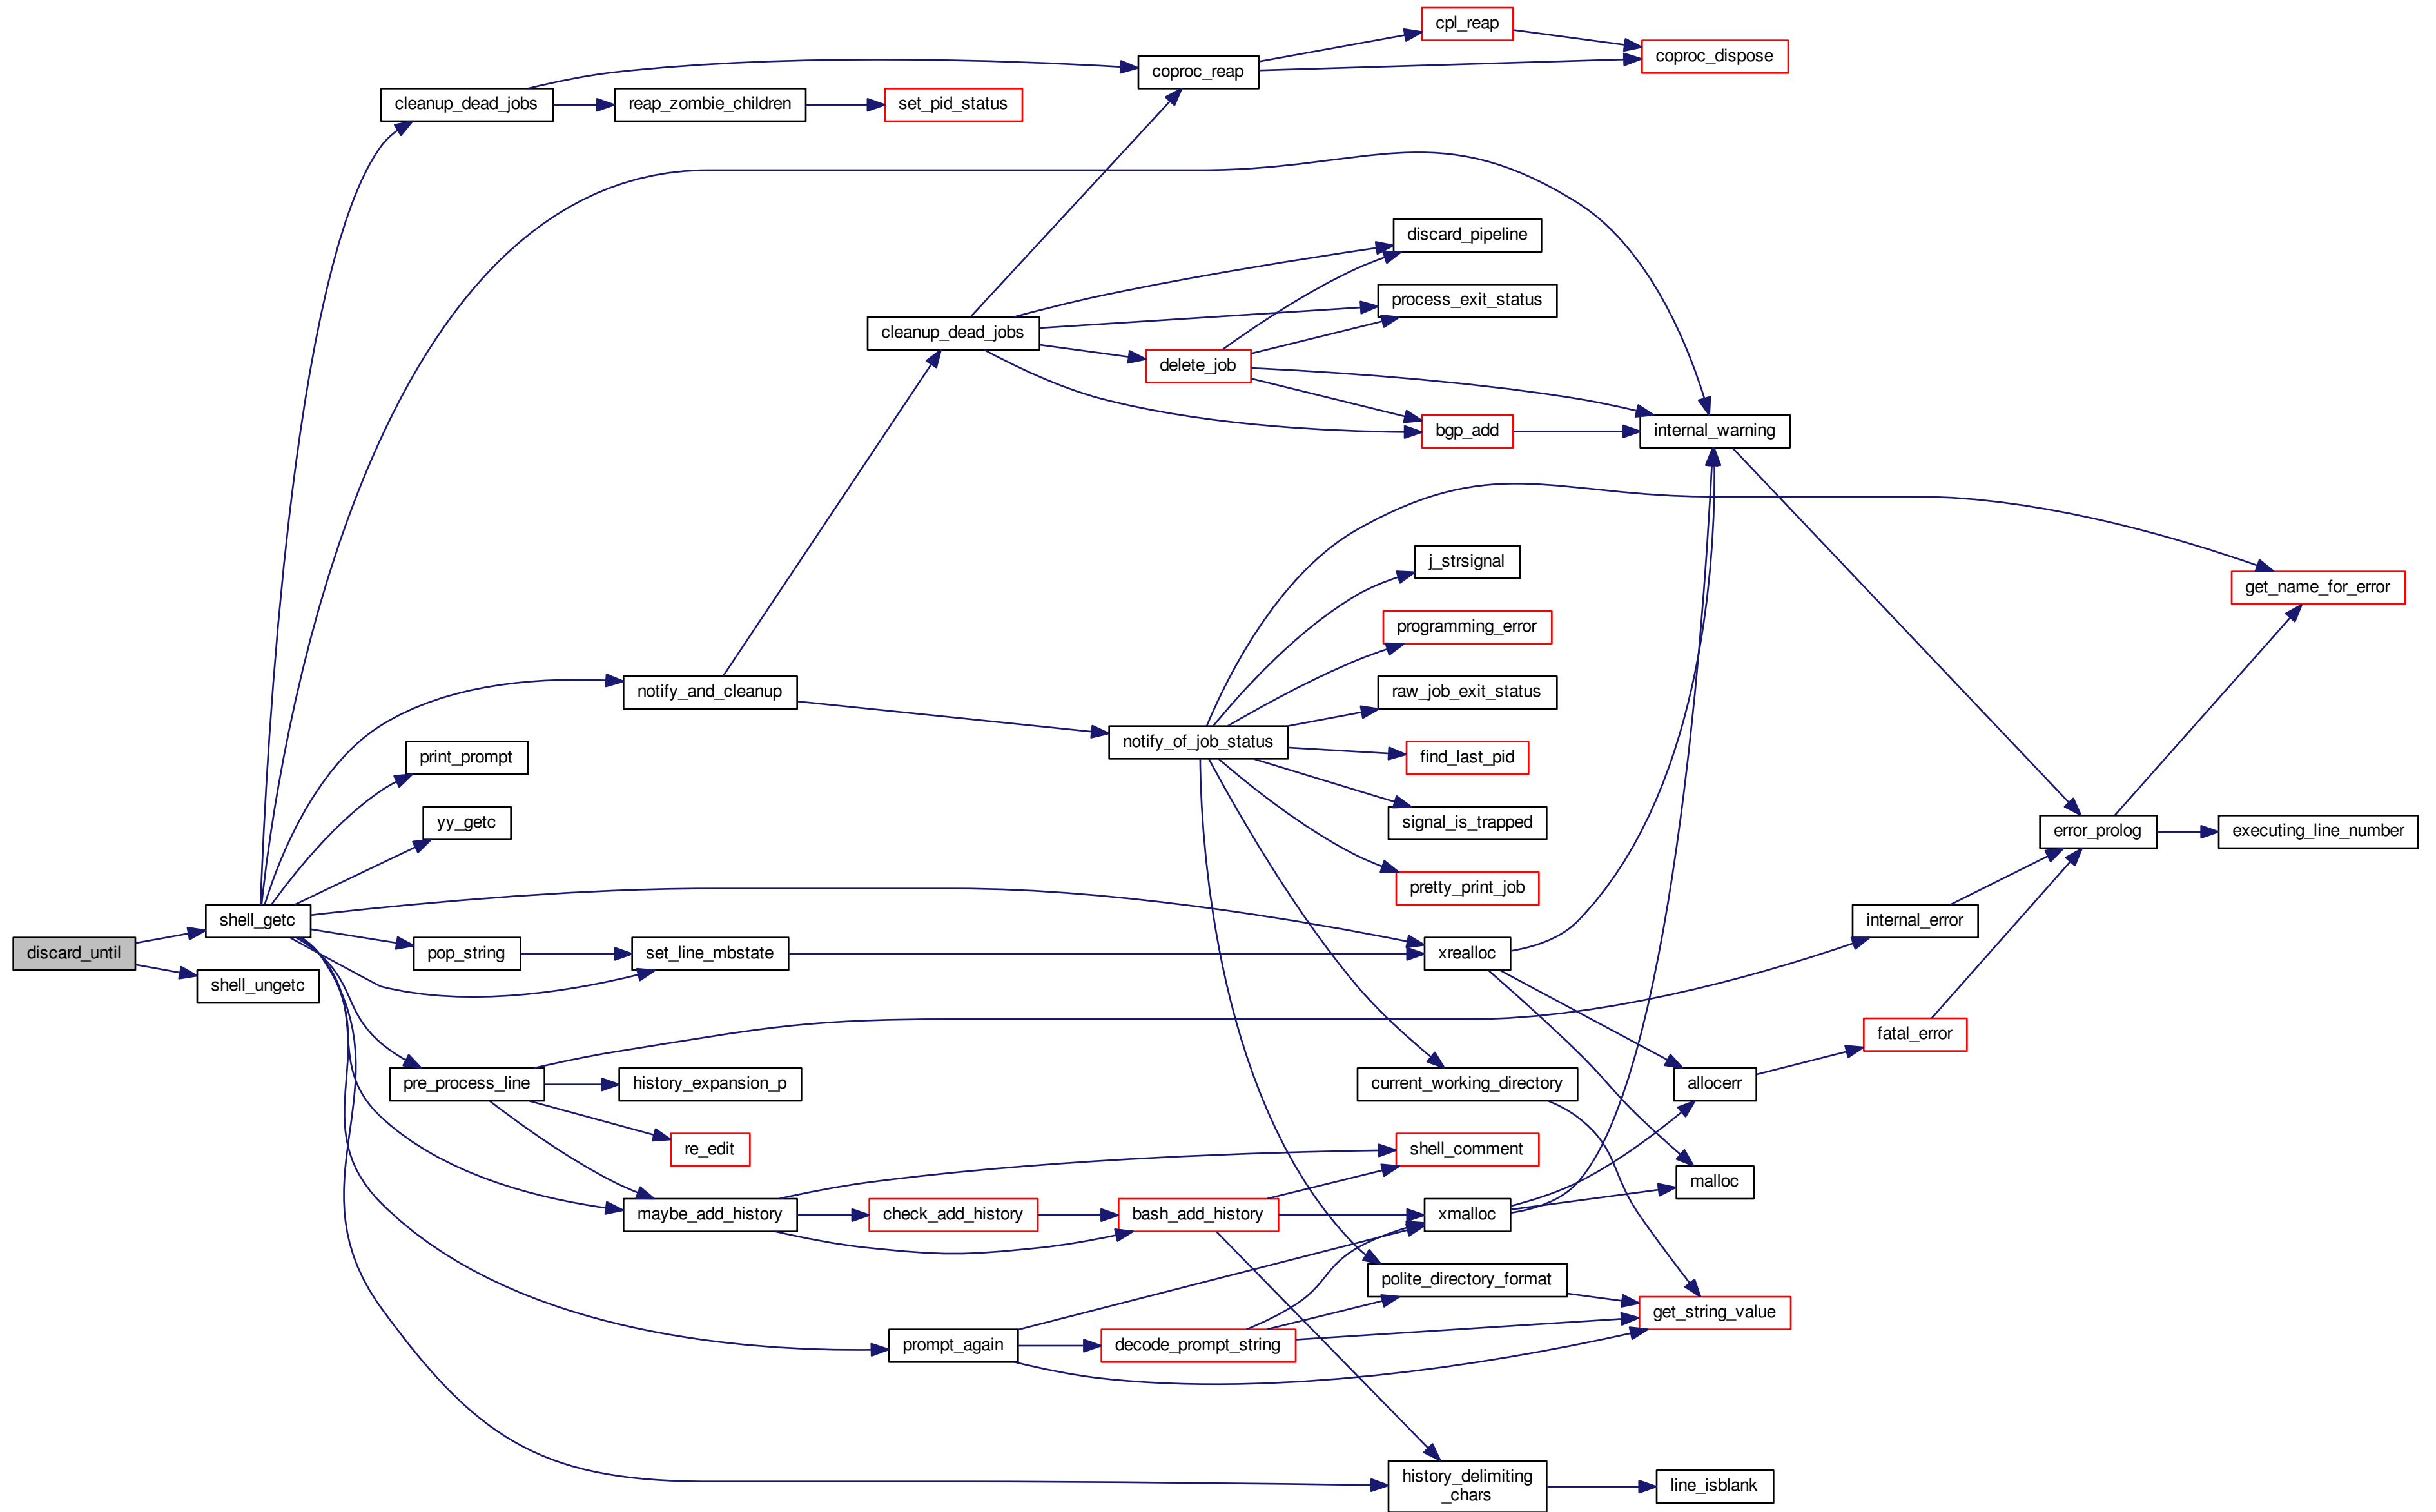 cpl_reap
coproc_dispose
coproc_reap
cleanup_dead_jobs
reap_zombie_children
set_pid_status
discard_pipeline
process_exit_status
cleanup_dead_jobs
delete_job
bgp_add
internal_warning
j_strsignal
get_name_for_error
programming_error
notify_and_cleanup
raw_job_exit_status
notify_of_job_status
print_prompt
find_last_pid
yy_getc
signal_is_trapped
error_prolog
executing_line_number
pretty_print_job
shell_getc
internal_error
discard_until
pop_string
set_line_mbstate
xrealloc
shell_ungetc
fatal_error
pre_process_line
history_expansion_p
current_working_directory
allocerr
re_edit
shell_comment
malloc
maybe_add_history
check_add_history
bash_add_history
xmalloc
polite_directory_format
get_string_value
prompt_again
decode_prompt_string
history_delimiting
_chars
line_isblank